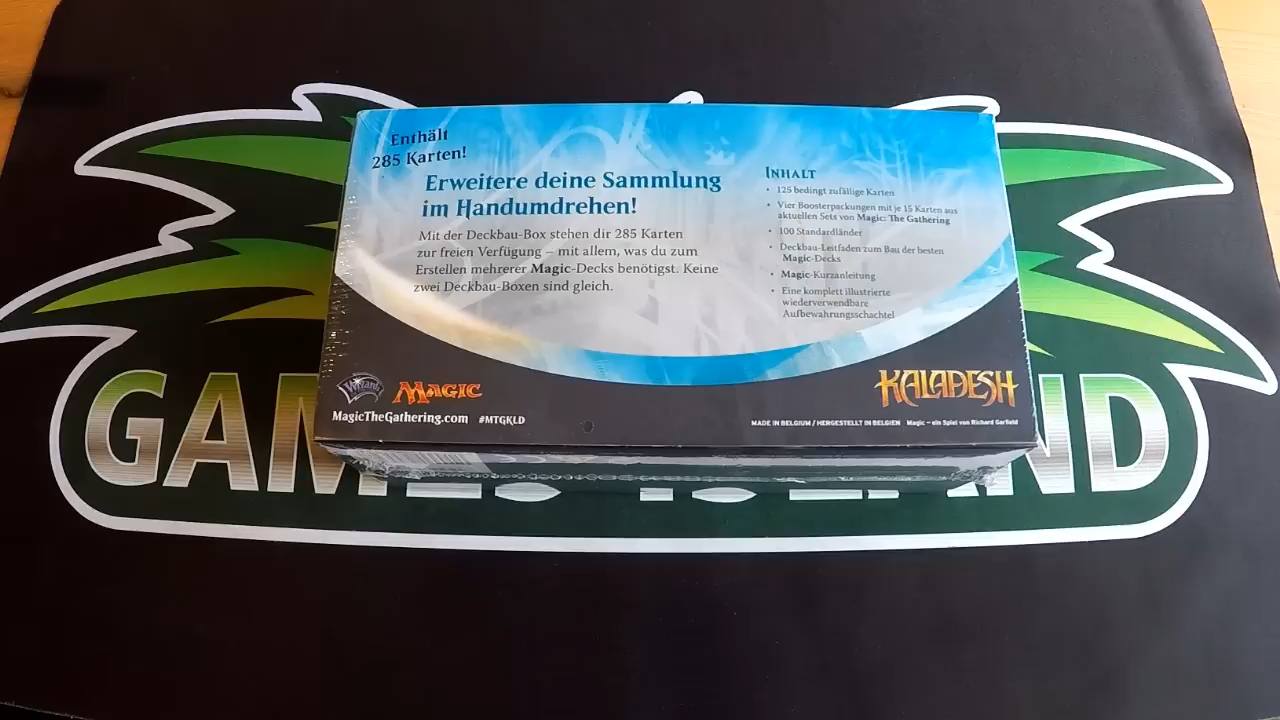 Enthält
285 Karten!
Erweitere deine Sammlung
im Handumdrehen!
Mit der Deckbau-Box stehen dir 285 Karten
zur freien Verfügung – mit allem, was du zum
Erstellen mehrerer Magic-Decks benötigst. Keine
zwei Deckbau-Boxen sind gleich.
INHALT
• 125 bedingt zufällige Karten
• Vier Boosterpackungen mit je 15 Karten aus
aktuellen Sets von Magic: The Gathering
• 100 Standardländer
• Deckbau-Leitfaden zum Bau der besten
Magic-Decks
• Magic-Kurzanleitung
• Eine komplett illustrierte
wiederverwendbare
Aufbewahrungsschachtel
Wizards
MAGIC
KALADESH
MagicTheGathering.com #MTGKLD
MADE IN BELGIUM / HERGESTELLT IN BELGIEN Magic – ein Spiel von Richard Garfield
GAMES ISLAND